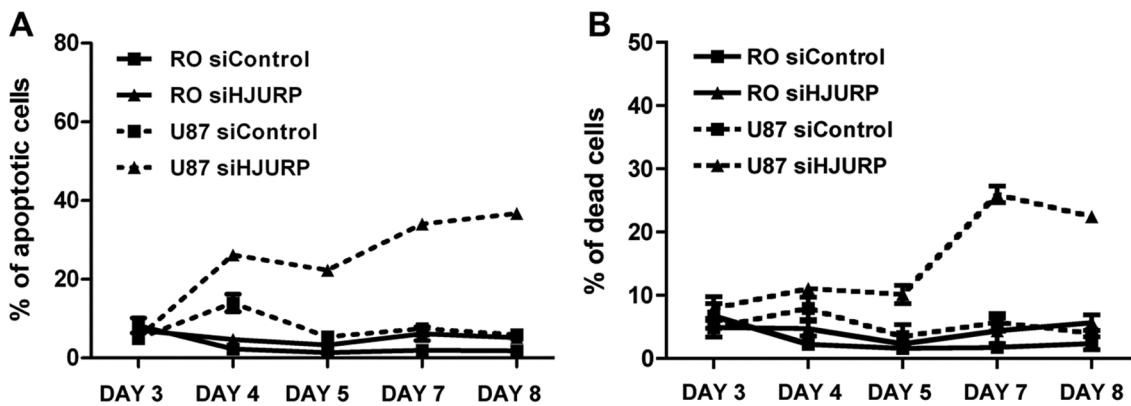 A
% of apoptotic cells
80
60
40
20
0
RO siControl
RO siHJURP
U87 siControl
U87 siHJURP
DAY 3 DAY 4 DAY 5 DAY 7 DAY 8
B
% of dead cells
50
40
30
20
10
0
RO siControl
RO siHJURP
U87 siControl
U87 siHJURP
DAY 3 DAY 4 DAY 5 DAY 7 DAY 8